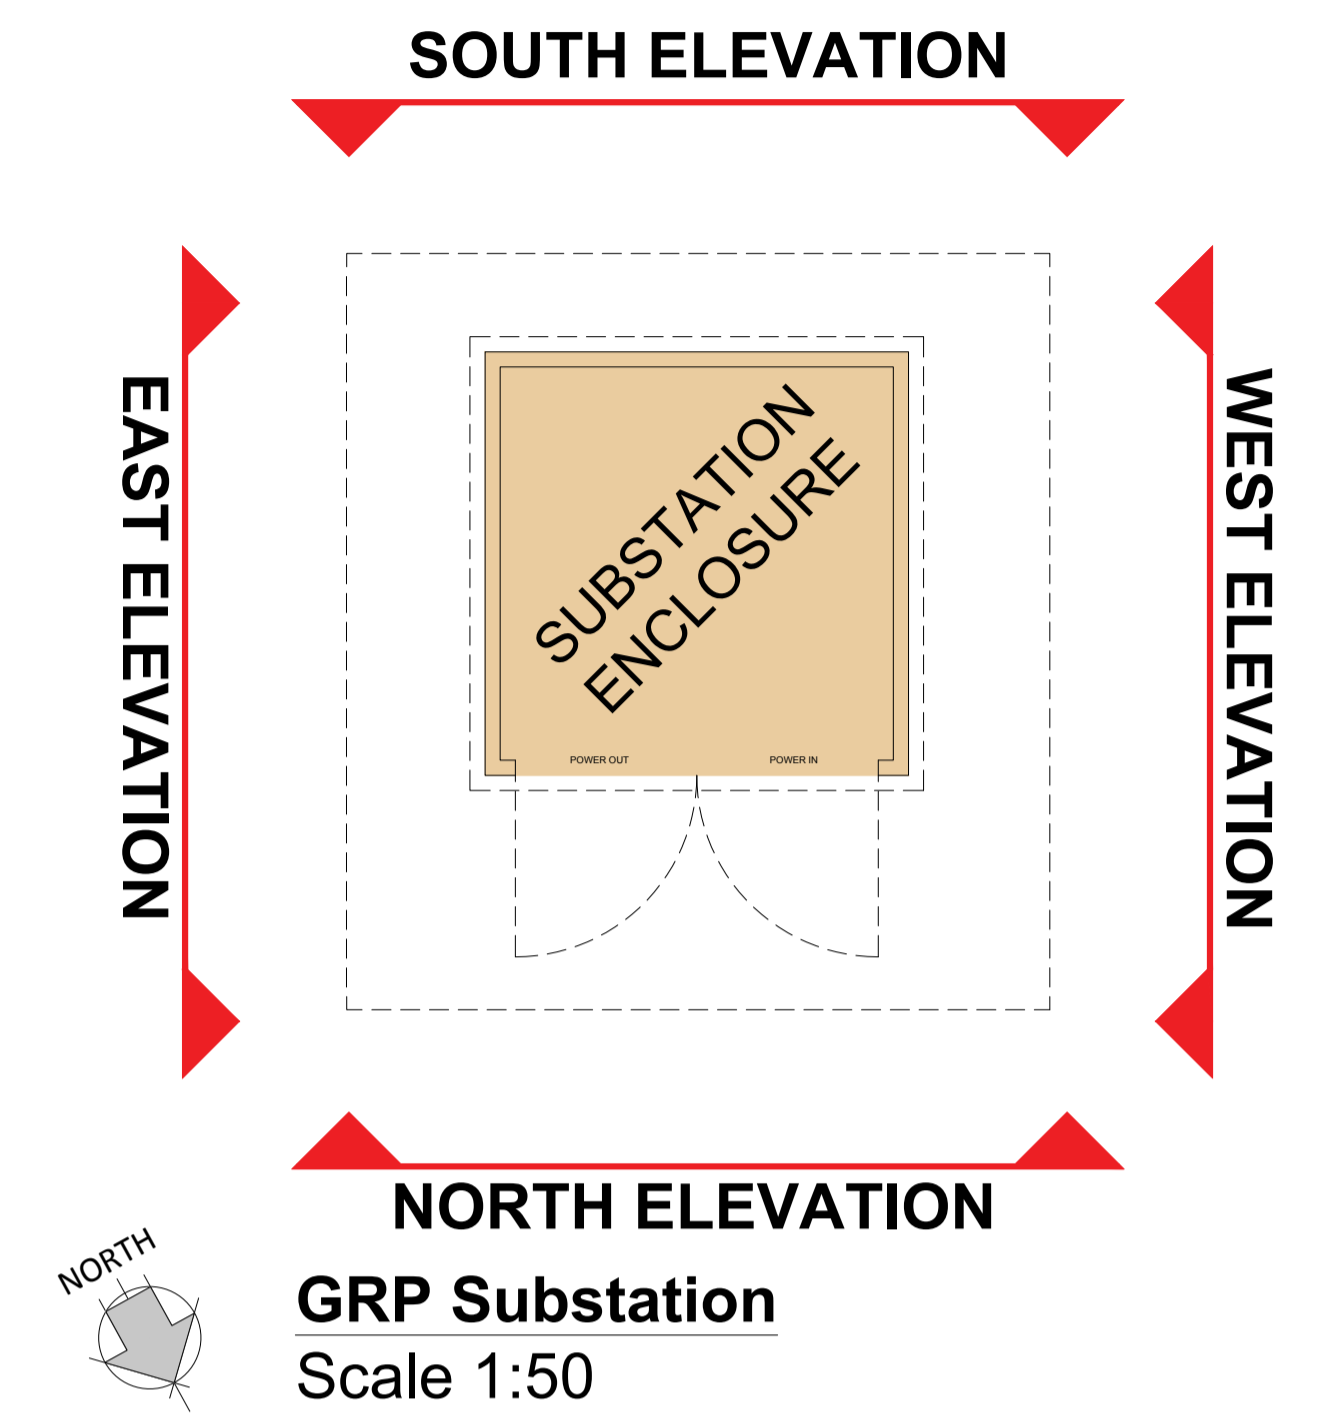 SOUTH ELEVATION
EAST ELEVATION
WEST ELEVATION
SUBSTATION
ENCLOSURE
POWER OUT
POWER IN
NORTH ELEVATION
NORTH
GRP Substation
Scale 1:50